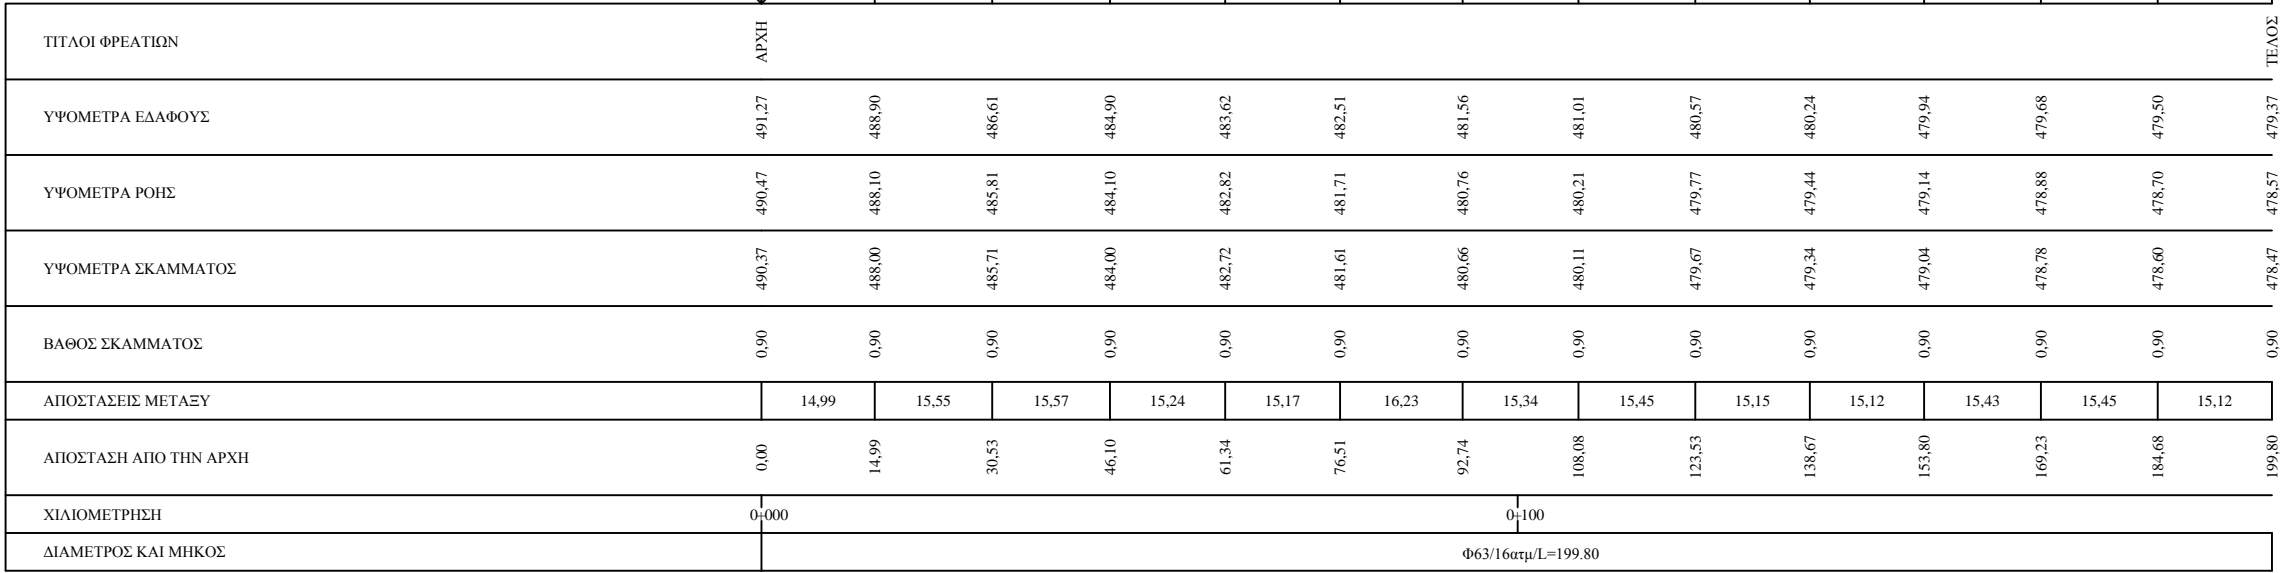 ΤΙΤΛΟΙ ΦΡΕΑΤΙΩΝ ΑΡΧΗ ΤΕΛΟΣ
ΥΨΟΜΕΤΡΑ ΕΔΑΦΟΥΣ 491,27 488,90 486,61 484,90 483,62 482,51 481,56 481,01 480,57 480,24 479,94 479,68 479,50 479,37
ΥΨΟΜΕΤΡΑ ΡΟΗΣ 490,47 488,10 485,81 484,10 482,82 481,71 480,76 480,21 479,77 479,44 479,14 478,88 478,70 478,57
ΥΨΟΜΕΤΡΑ ΣΚΑΜΜΑΤΟΣ 490,37 488,00 485,71 484,00 482,72 481,61 480,66 480,11 479,67 479,34 479,04 478,78 478,60 478,47
ΒΑΘΟΣ ΣΚΑΜΜΑΤΟΣ 0,90 0,90 0,90 0,90 0,90 0,90 0,90 0,90 0,90 0,90 0,90 0,90 0,90 0,90
ΑΠΟΣΤΑΣΕΙΣ ΜΕΤΑΞΥ 14,99 15,55 15,57 15,24 15,17 16,23 15,34 15,45 15,15 15,12 15,43 15,45 15,12
ΑΠΟΣΤΑΣΗ ΑΠΟ ΤΗΝ ΑΡΧΗ 0,00 14,99 30,53 46,10 61,34 76,51 92,74 108,08 123,53 138,67 153,80 169,23 184,68 199,80
ΧΙΛΙΟΜΕΤΡΗΣΗ 0+000 0+100
ΔΙΑΜΕΤΡΟΣ ΚΑΙ ΜΗΚΟΣ Φ63/16ατμ/L=199.80